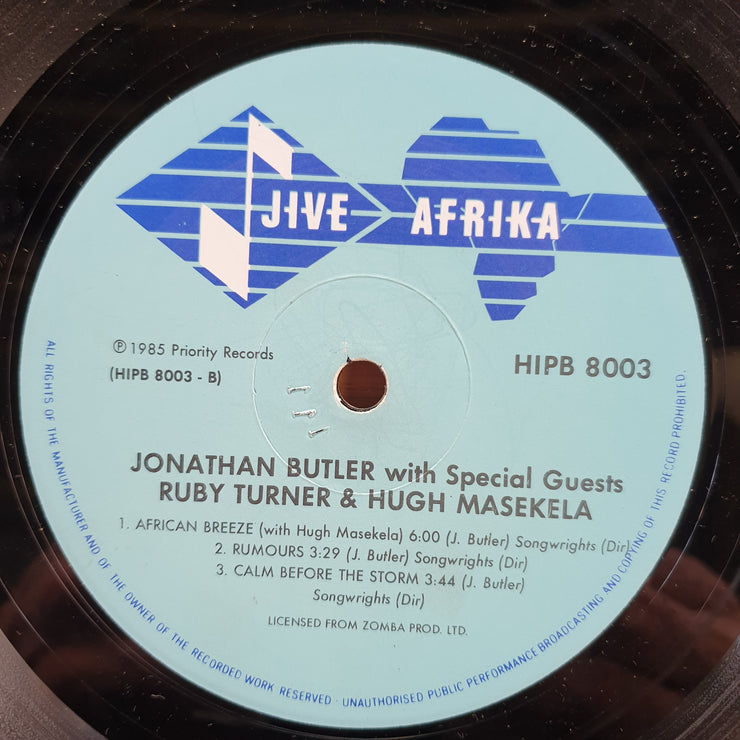 JIVE AFRIKA
℗ 1985 Priority Records
(HIPB 8003 - B)
HIPB 8003
JONATHAN BUTLER with Special Guests
RUBY TURNER & HUGH MASEKELA
1. AFRICAN BREEZE (with Hugh Masekela) 6:00 (J. Butler) Songwrights (Dir)
2. RUMOURS 3:29 (J. Butler) Songwrights (Dir)
3. CALM BEFORE THE STORM 3:44 (J. Butler)
Songwrights (Dir)
LICENSED FROM ZOMBA PROD. LTD.
ALL RIGHTS OF THE MANUFACTURER AND OF THE OWNER OF THE RECORDED WORK RESERVED · UNAUTHORISED PUBLIC PERFORMANCE BROADCASTING AND COPYING OF THIS RECORD PROHIBITED.